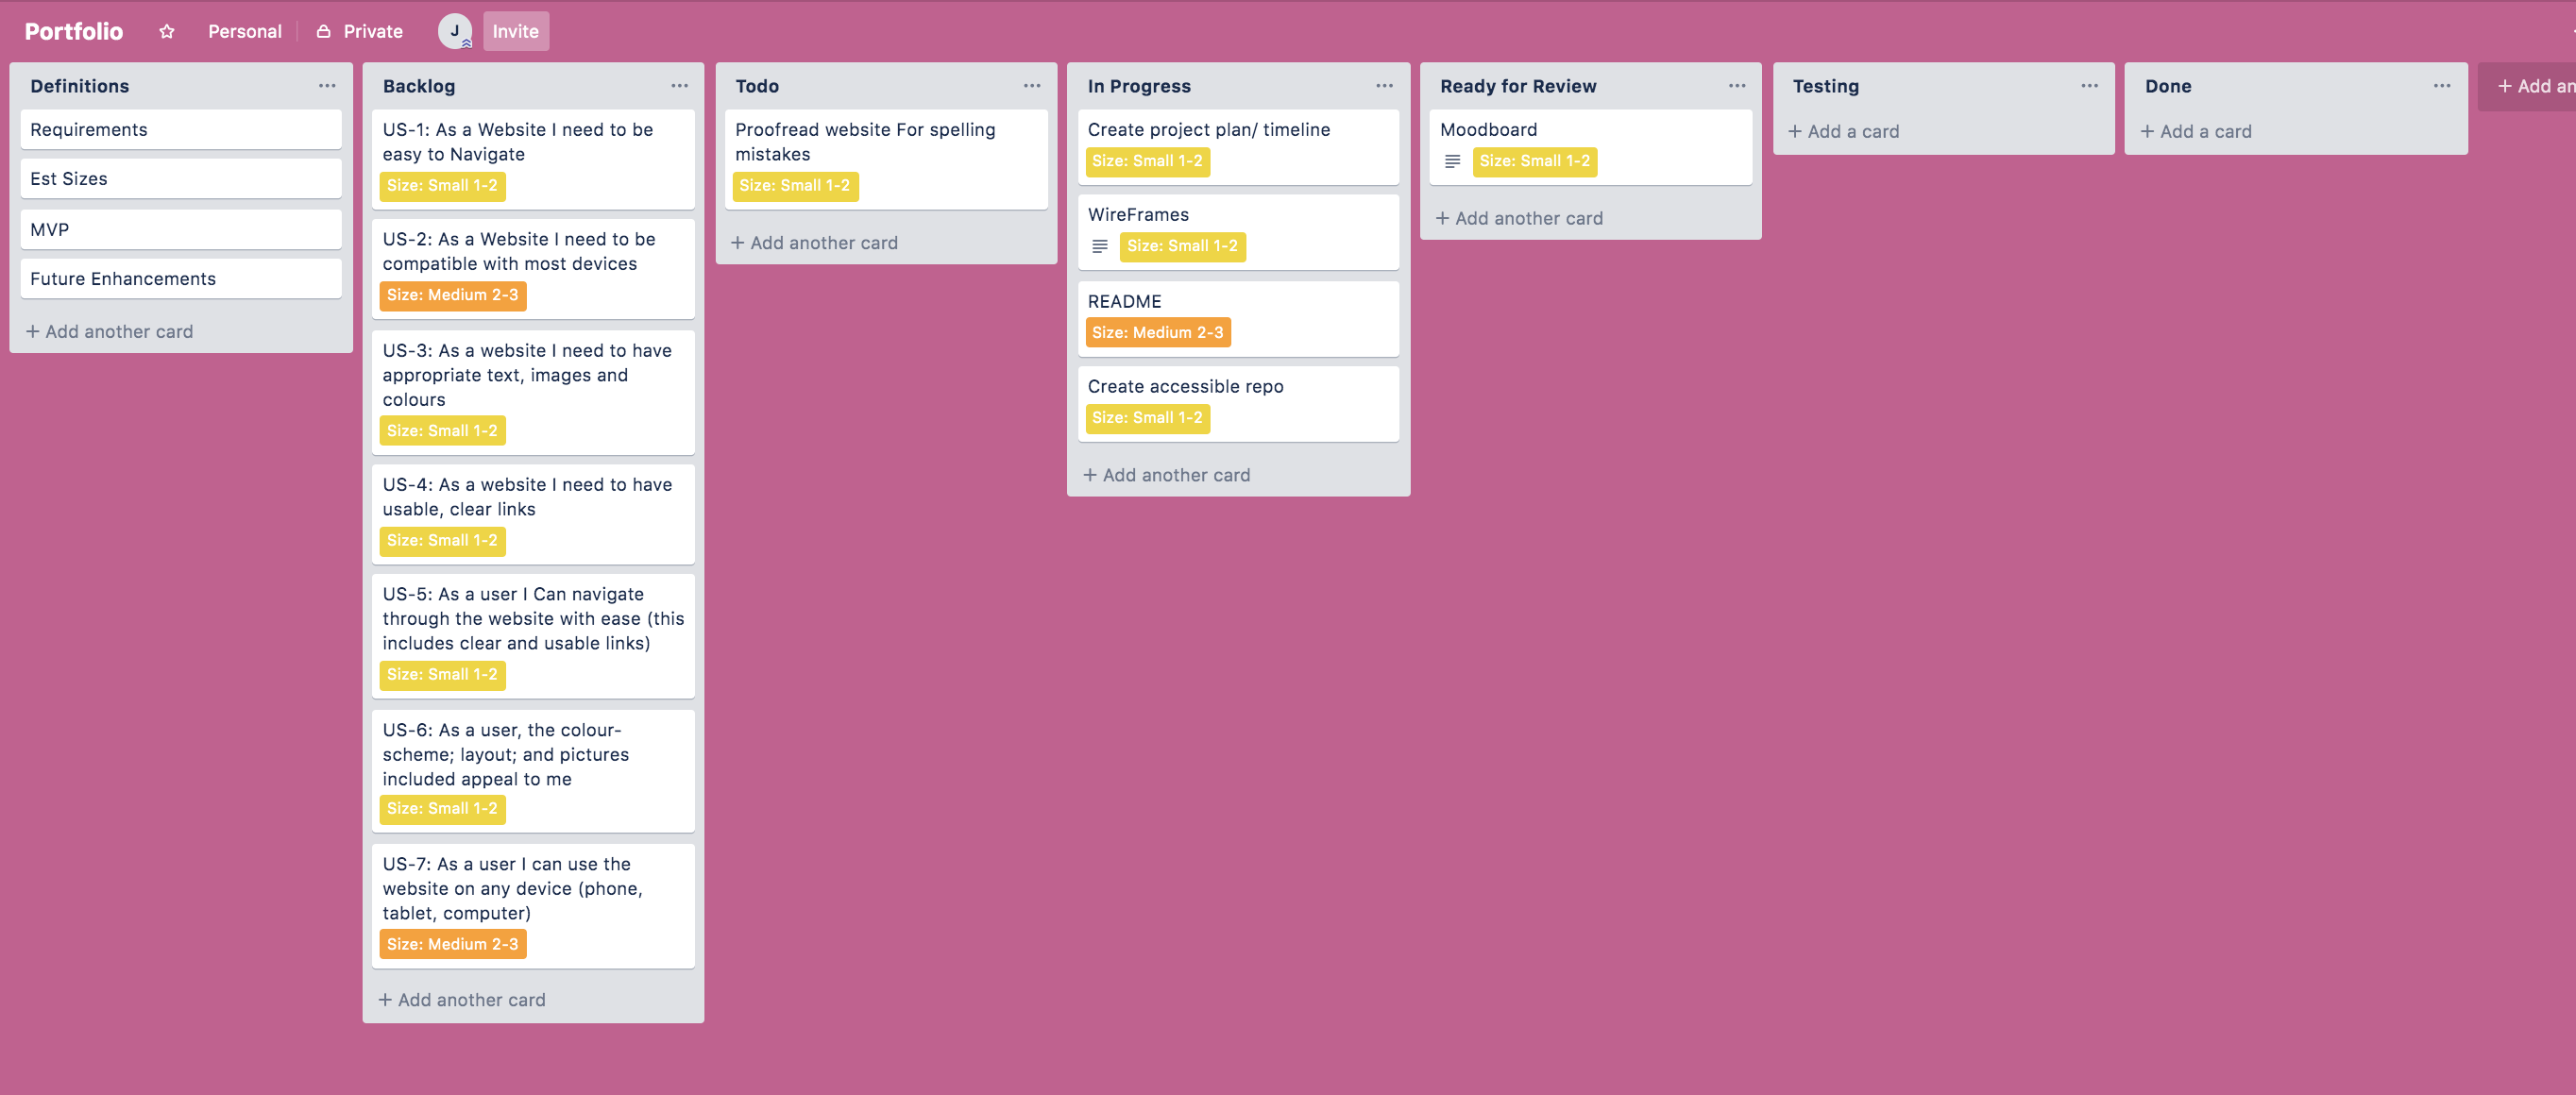 Portfolio
Personal
Private
J
Invite
Definitions
Requirements
Est Sizes
MVP
Future Enhancements
+ Add another card
Backlog
US-1: As a Website I need to be
easy to Navigate
Size: Small 1-2
US-2: As a Website I need to be
compatible with most devices
Size: Medium 2-3
US-3: As a website I need to have
appropriate text, images and
colours
Size: Small 1-2
US-4: As a website I need to have
usable, clear links
Size: Small 1-2
US-5: As a user I Can navigate
through the website with ease (this
includes clear and usable links)
Size: Small 1-2
US-6: As a user, the colour-
scheme; layout; and pictures
included appeal to me
Size: Small 1-2
US-7: As a user I can use the
website on any device (phone,
tablet, computer)
Size: Medium 2-3
+ Add another card
Todo
Proofread website For spelling
mistakes
Size: Small 1-2
+ Add another card
In Progress
Create project plan/ timeline
Size: Small 1-2
WireFrames
Size: Small 1-2
README
Size: Medium 2-3
Create accessible repo
Size: Small 1-2
+ Add another card
Ready for Review
Moodboard
Size: Small 1-2
+ Add another card
Testing
+ Add a card
Done
+ Add a card
+ Add an